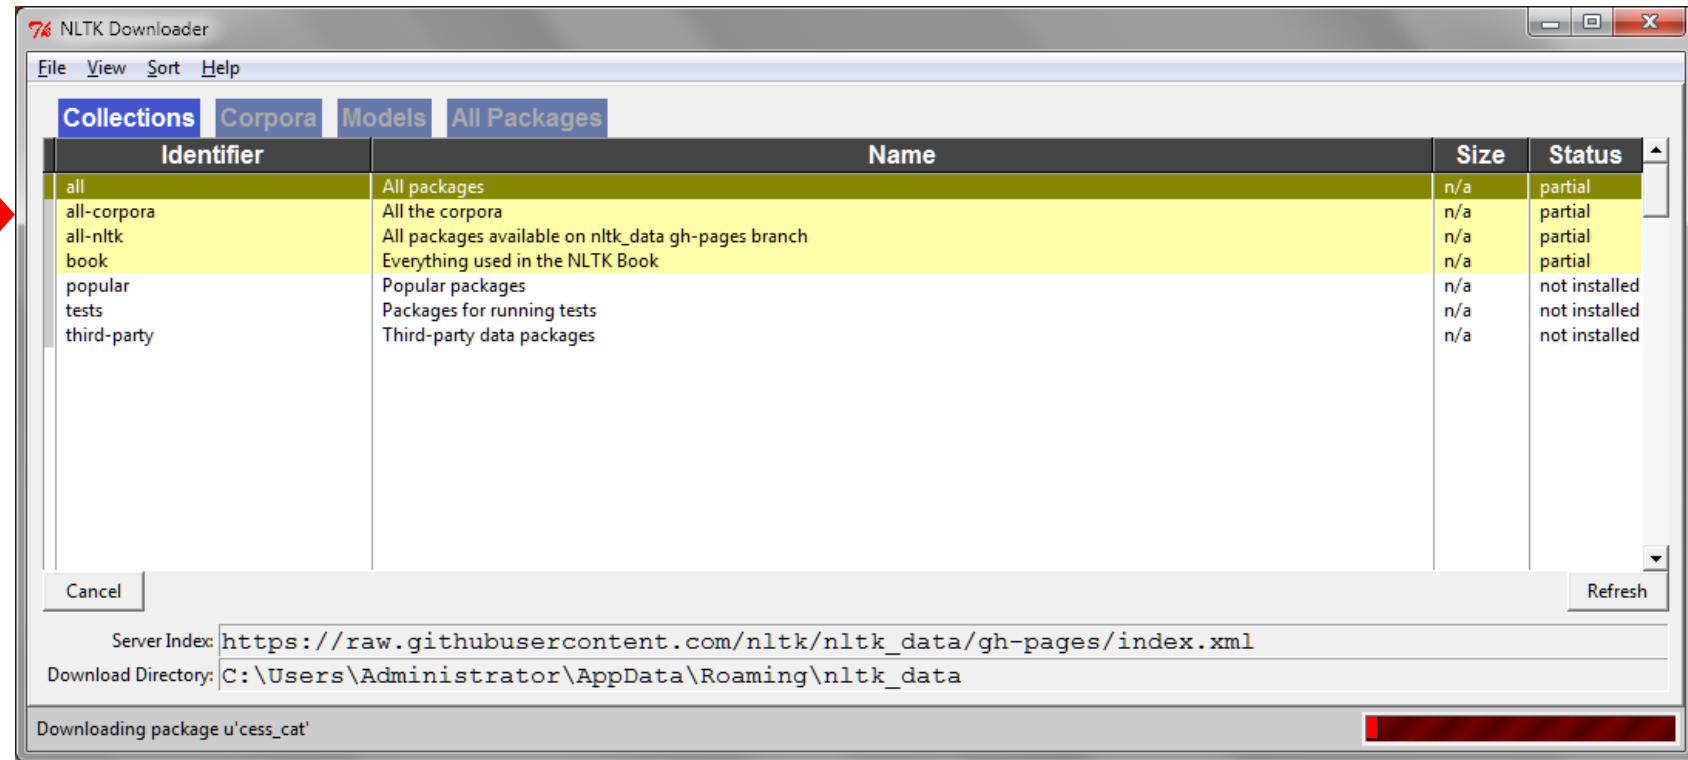 NLTK Downloader
File View Sort Help
Collections Corpora Models All Packages
Identifier Name Size Status
all All packages n/a partial
all-corpora All the corpora n/a partial
all-nltk All packages available on nltk_data gh-pages branch n/a partial
book Everything used in the NLTK Book n/a partial
popular Popular packages n/a not installed
tests Packages for running tests n/a not installed
third-party Third-party data packages n/a not installed
Cancel Refresh
Server Index: https://raw.githubusercontent.com/nltk/nltk_data/gh-pages/index.xml
Download Directory: C:\Users\Administrator\AppData\Roaming\nltk_data
Downloading package u'cess_cat'